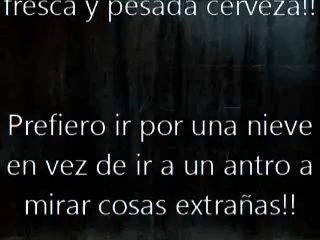 fresca y pesada cerveza!!
Prefiero ir por una nieve
en vez de ir a un antro a
mirar cosas extrañas!!